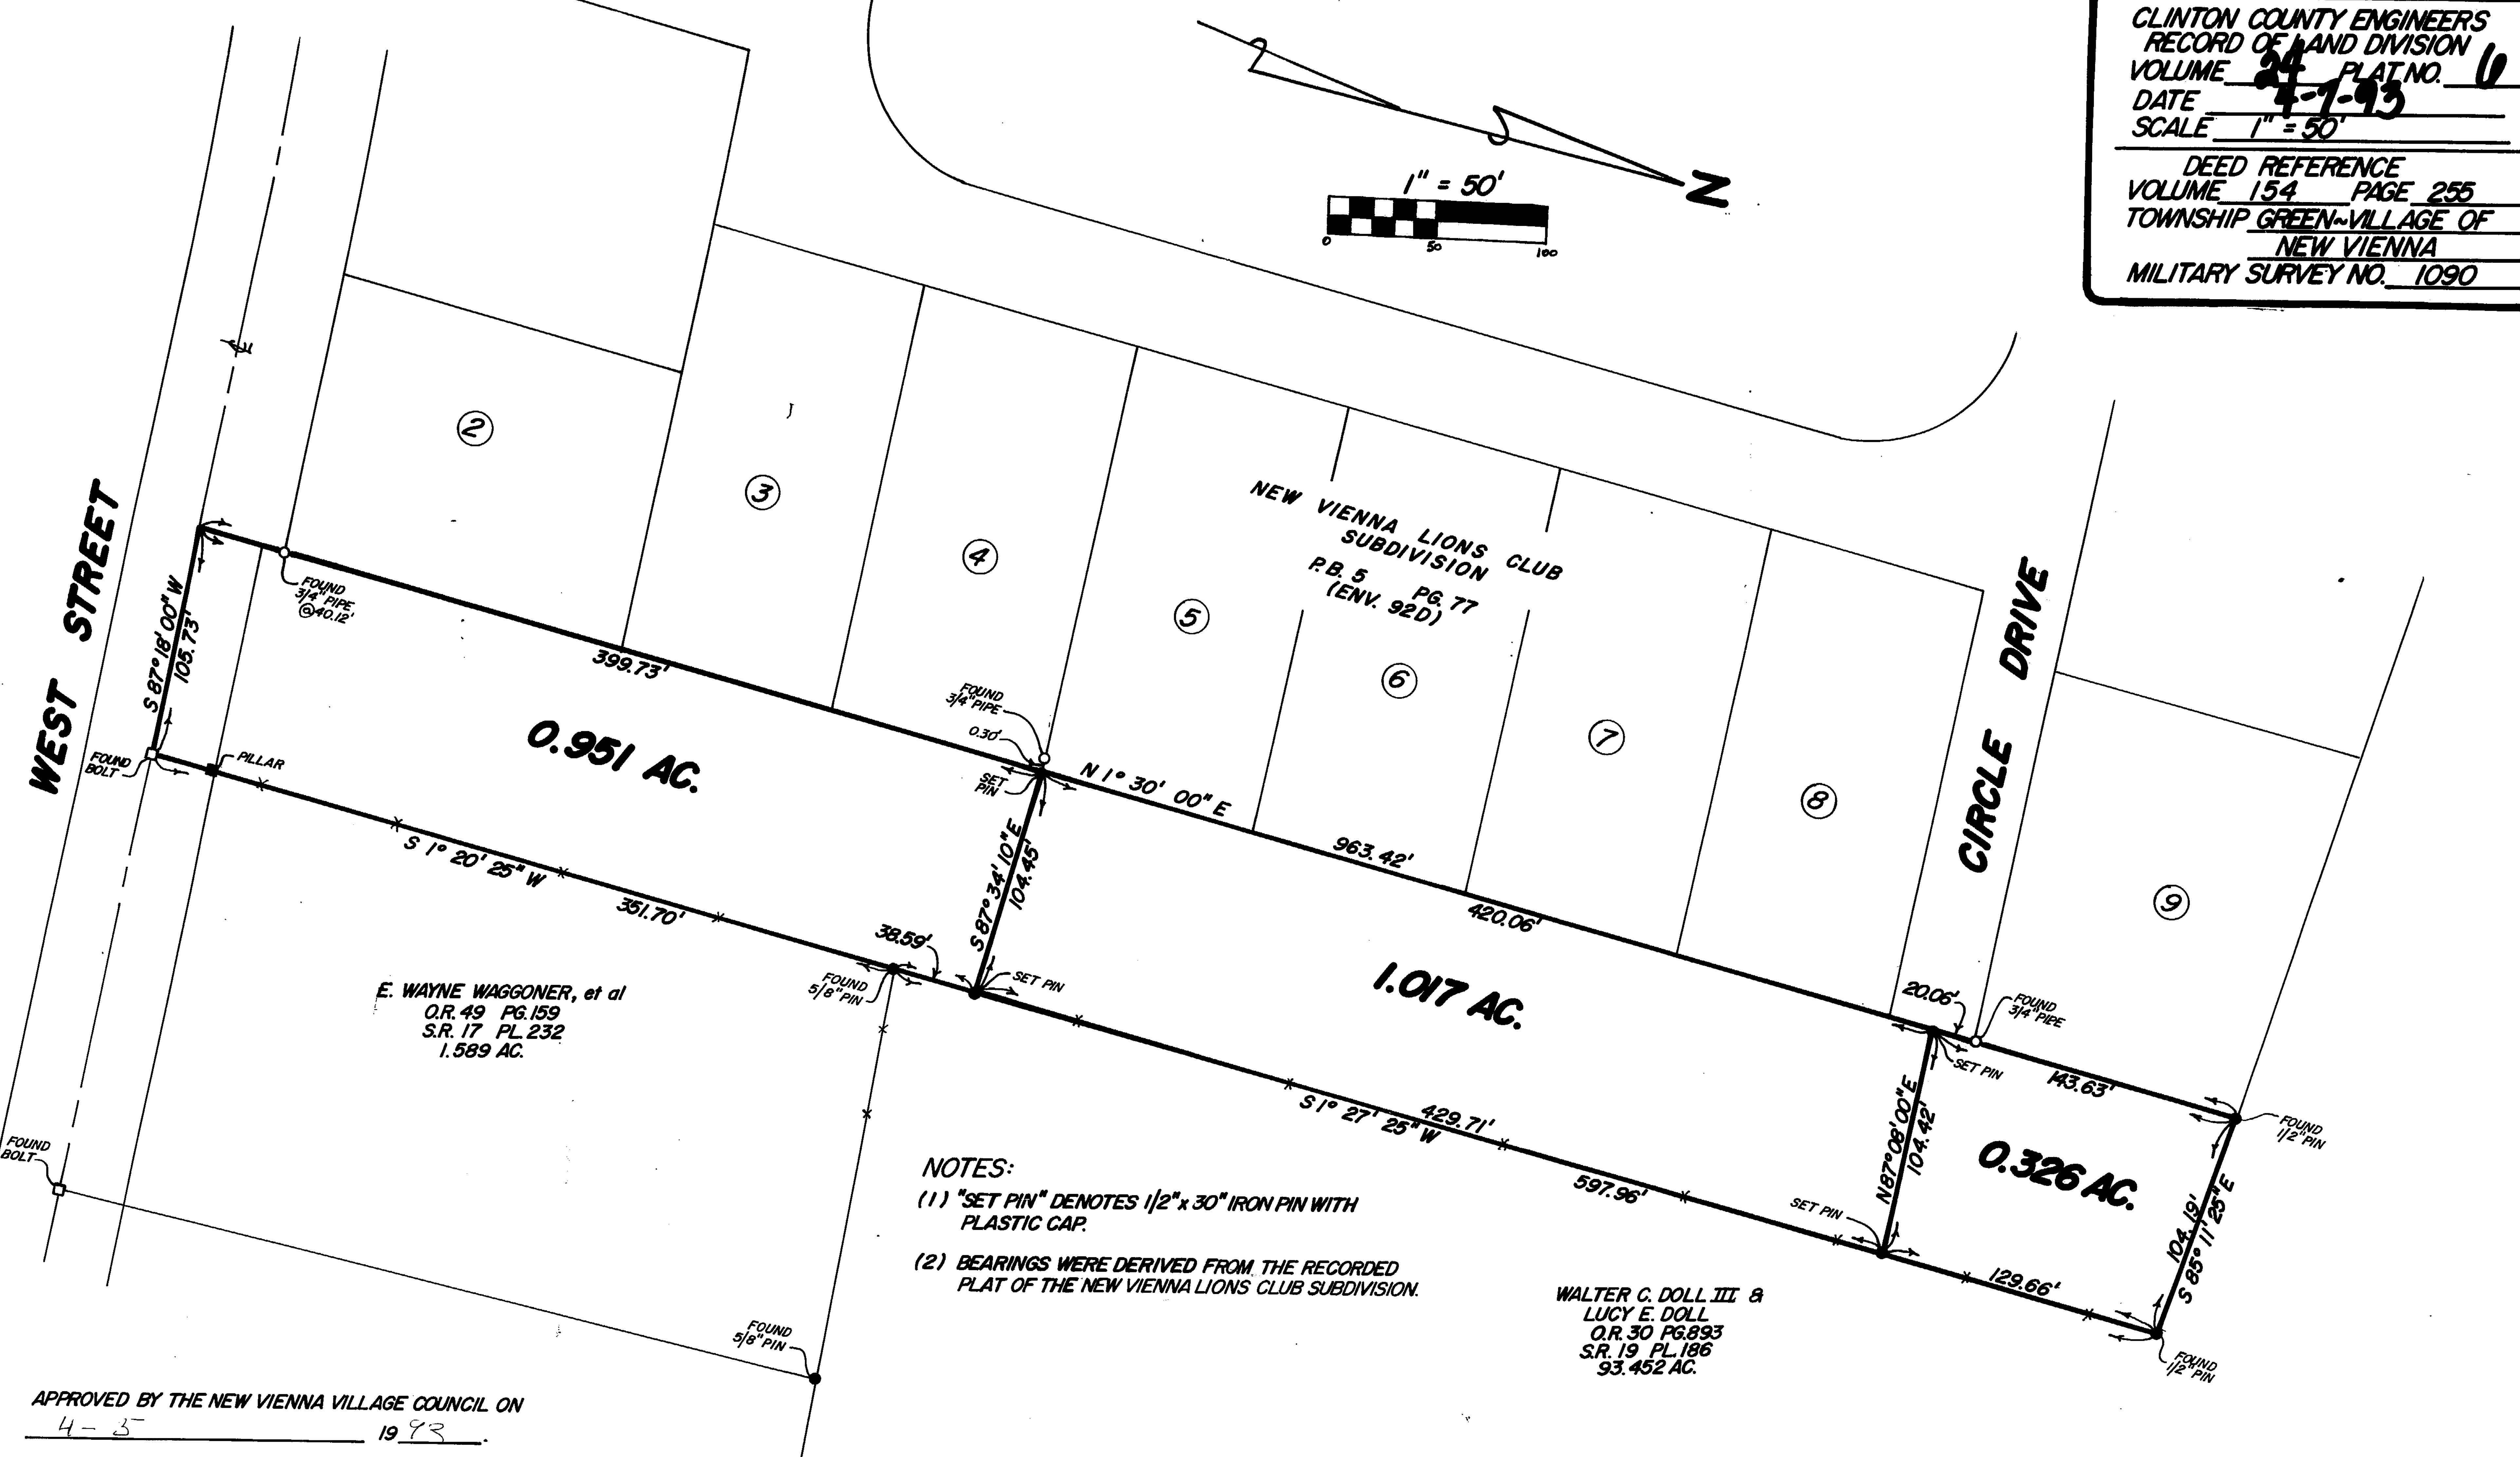 CLINTON COUNTY ENGINEERS
RECORD OF LAND DIVISION
VOLUME 24 PLAT NO.
DATE 4-7-93
SCALE 1" = 50'
DEED REFERENCE
VOLUME 154 PAGE 255
TOWNSHIP GREEN~VILLAGE OF
NEW VIENNA
MILITARY SURVEY NO. 1090
N
1" = 50'
0 50 100
2
3
4
5
6
7
8
9
NEW VIENNA LIONS CLUB
SUBDIVISION
P.B. 5 PG. 77
(ENV. 92D)
WEST STREET
CIRCLE DRIVE
S 87° 18' 00" W
105.73'
FOUND
3/4" PIPE
@40.12'
399.73'
FOUND
BOLT
PILLAR
0.951 AC.
FOUND
3/4" PIPE
0.30'
SET
PIN
N 1° 30' 00" E
963.42'
420.06'
S 1° 20' 25" W
351.70'
38.59'
S 87° 34' 10" E
104.45'
SET PIN
FOUND
5/8" PIN
1.017 AC.
20.06'
FOUND
3/4" PIPE
SET PIN
143.63'
FOUND
1/2" PIN
E. WAYNE WAGGONER, et al
O.R. 49 PG. 159
S.R. 17 PL. 232
1.589 AC.
S 1° 27' 25" W
429.71'
597.96'
N 87° 08' 00" E
104.42'
0.326 AC.
104.19'
S 85° 11' 25" E
SET PIN
129.66'
FOUND
1/2" PIN
FOUND
BOLT
NOTES:
(1) "SET PIN" DENOTES 1/2" x 30" IRON PIN WITH
PLASTIC CAP.
(2) BEARINGS WERE DERIVED FROM THE RECORDED
PLAT OF THE NEW VIENNA LIONS CLUB SUBDIVISION.
WALTER C. DOLL III &
LUCY E. DOLL
O.R. 30 PG. 893
S.R. 19 PL. 186
93.452 AC.
FOUND
5/8" PIN
APPROVED BY THE NEW VIENNA VILLAGE COUNCIL ON
4 - 5 19 93.